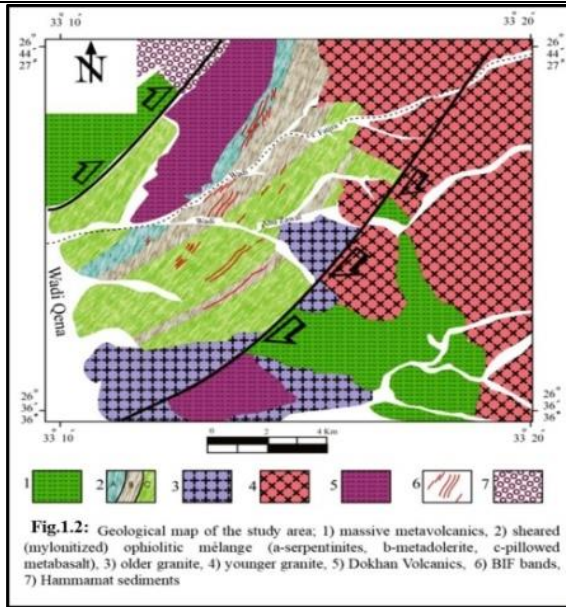 33° 10'
33° 20'
26°
44'
27"
N
26°
44'
27"
Wadi
Wadi
Abu
Wadi Qena
26°
36'
36"
26°
36'
36"
33° 10'
33° 20'
0 2 4 Km
1
2
3
4
5
6
7
Fig.1.2: Geological map of the study area; 1) massive metavolcanics, 2) sheared
(mylonitized) ophiolitic mélange (a-serpentinites, b-metadolerite, c-pillowed
metabasalt), 3) older granite, 4) younger granite, 5) Dokhan Volcanics, 6) BIF bands,
7) Hammamat sediments